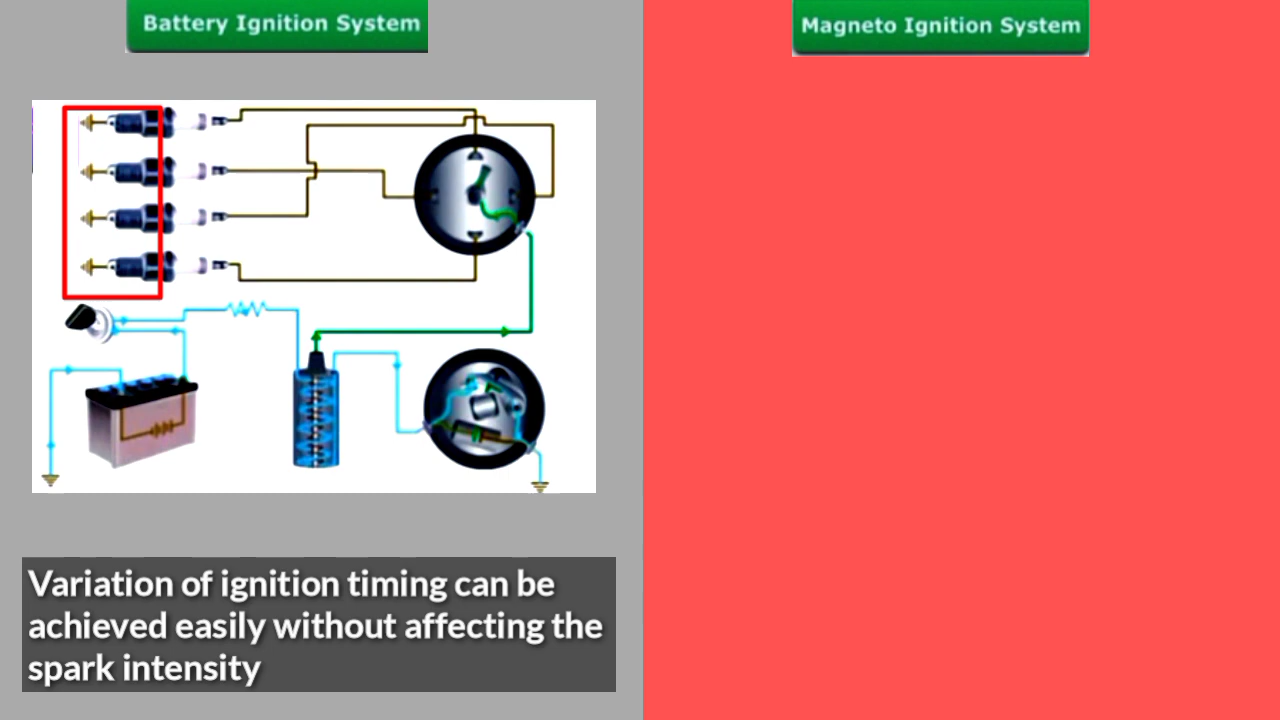 Battery Ignition System
Magneto Ignition System
Variation of ignition timing can be
achieved easily without affecting the
spark intensity